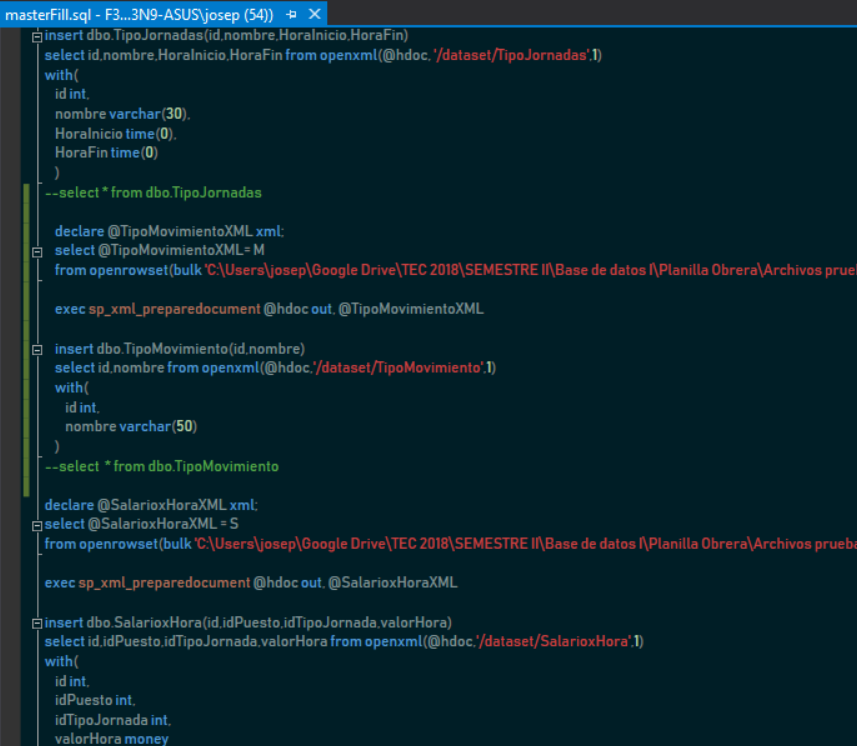 masterFill.sql - F3...3N9-ASUS\josep (54))
insert dbo.TipoJornadas(id,nombre,HoraInicio,HoraFin)
select id,nombre,HoraInicio,HoraFin from openxml(@hdoc, '/dataset/TipoJornadas',1)
with(
id int,
nombre varchar(30),
HoraInicio time(0),
HoraFin time(0)
)
--select * from dbo.TipoJornadas
declare @TipoMovimientoXML xml;
select @TipoMovimientoXML= M
from openrowset(bulk 'C:\Users\josep\Google Drive\TEC 2018\SEMESTRE II\Base de datos I\Planilla Obrera\Archivos prue
exec sp_xml_preparedocument @hdoc out, @TipoMovimientoXML
insert dbo.TipoMovimiento(id,nombre)
select id,nombre from openxml(@hdoc,'/dataset/TipoMovimiento',1)
with(
id int,
nombre varchar(50)
)
--select * from dbo.TipoMovimiento
declare @SalarioxHoraXML xml;
select @SalarioxHoraXML = S
from openrowset(bulk 'C:\Users\josep\Google Drive\TEC 2018\SEMESTRE II\Base de datos I\Planilla Obrera\Archivos prueba
exec sp_xml_preparedocument @hdoc out, @SalarioxHoraXML
insert dbo.SalarioxHora(id,idPuesto,idTipoJornada,valorHora)
select id,idPuesto,idTipoJornada,valorHora from openxml(@hdoc,'/dataset/SalarioxHora',1)
with(
id int,
idPuesto int,
idTipoJornada int,
valorHora money